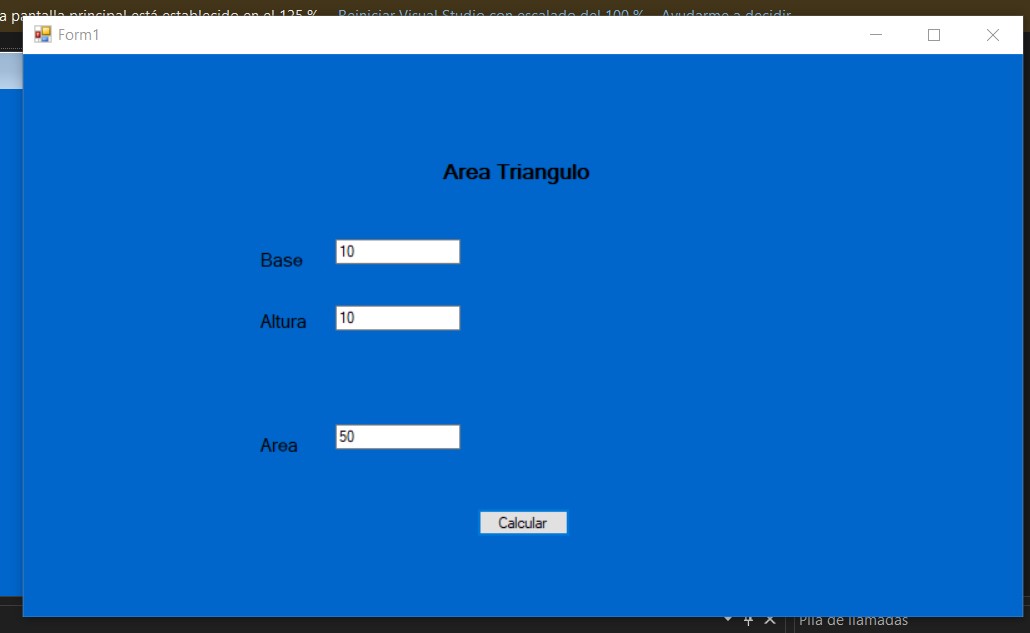 a pantalla principal está establecido en el 125 %. Reiniciar Visual Studio con escalado del 100 % Ayudarme a decidir
Form1
Area Triangulo
Base 10
Altura 10
Area 50
Calcular
Pila de llamadas